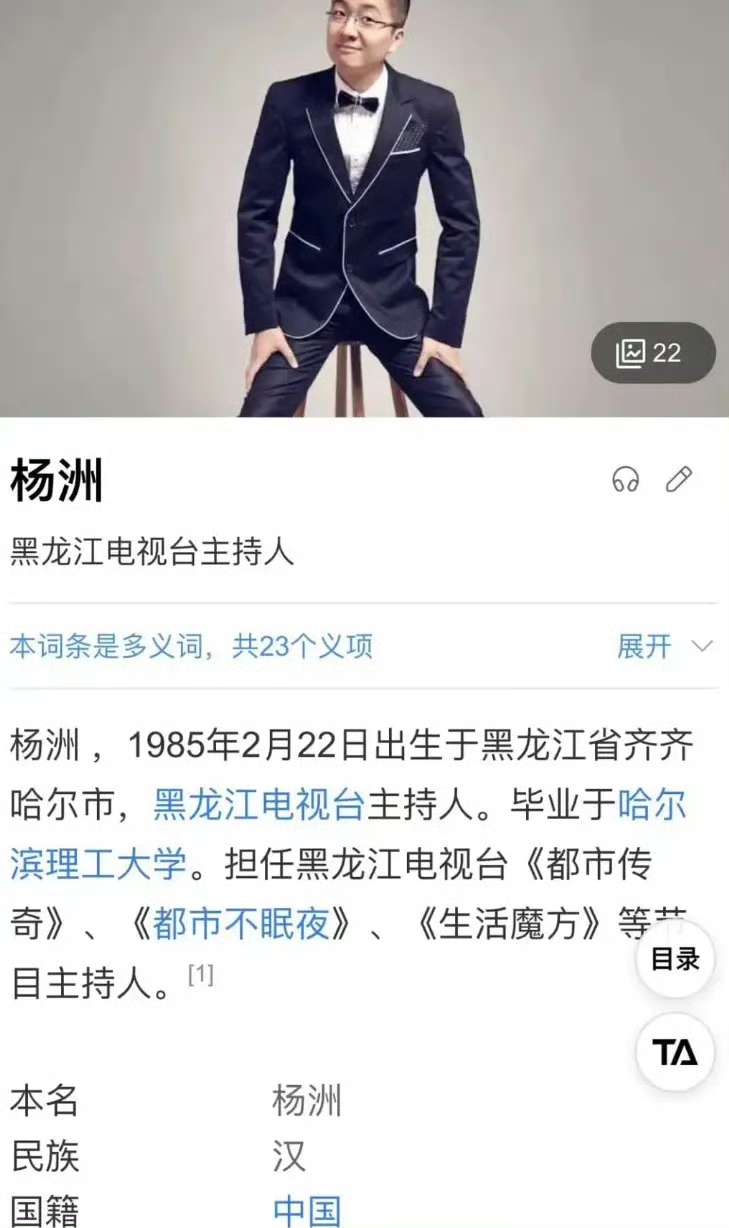 22
杨洲
黑龙江电视台主持人
本词条是多义词，共23个义项 展开
杨洲，1985年2月22日出生于黑龙江省齐齐
哈尔市，黑龙江电视台主持人。毕业于哈尔
滨理工大学。担任黑龙江电视台《都市传
奇》、《都市不眠夜》、《生活魔方》等节
目主持人。[1]
目录
TA
本名 杨洲
民族 汉
国籍 中国